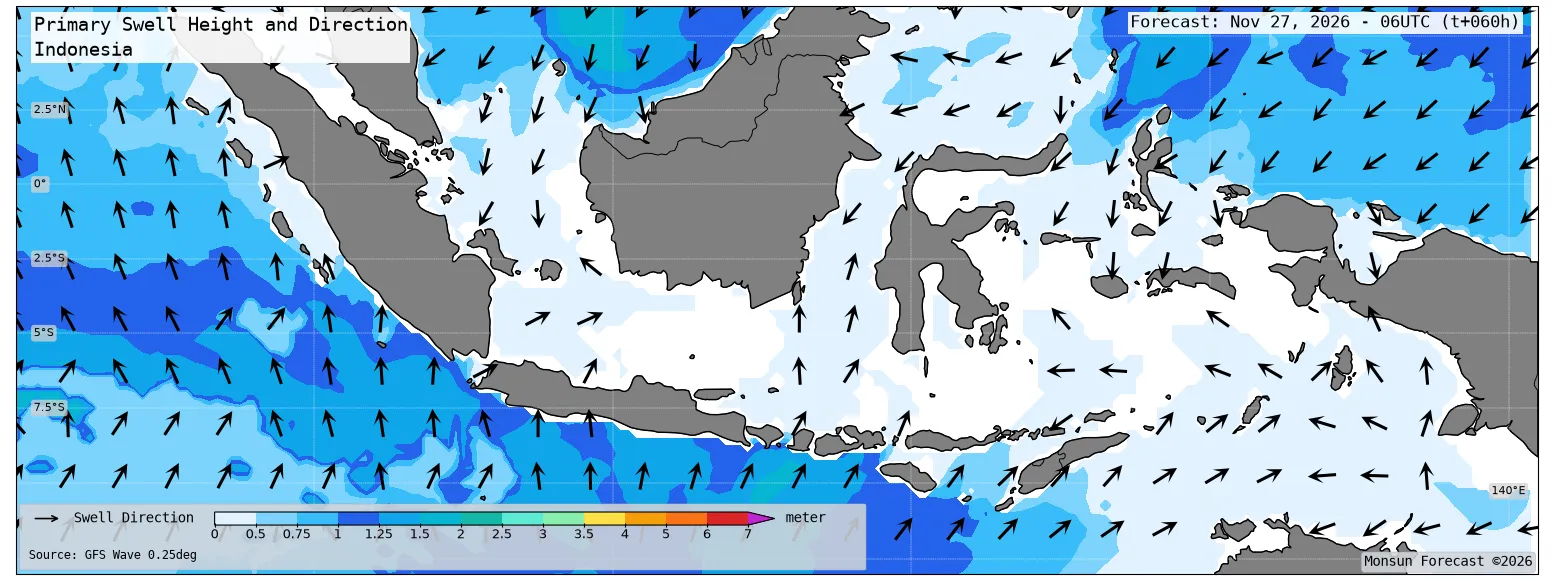 Primary Swell Height and Direction
Indonesia
Forecast: Nov 27, 2026 - 06UTC (t+060h)
2.5°N
0°
2.5°S
5°S
7.5°S
140°E
Swell Direction
0 0.5 0.75 1 1.25 1.5 2 2.5 3 3.5 4 5 6 7
meter
Source: GFS Wave 0.25deg
Monsun Forecast ©2026